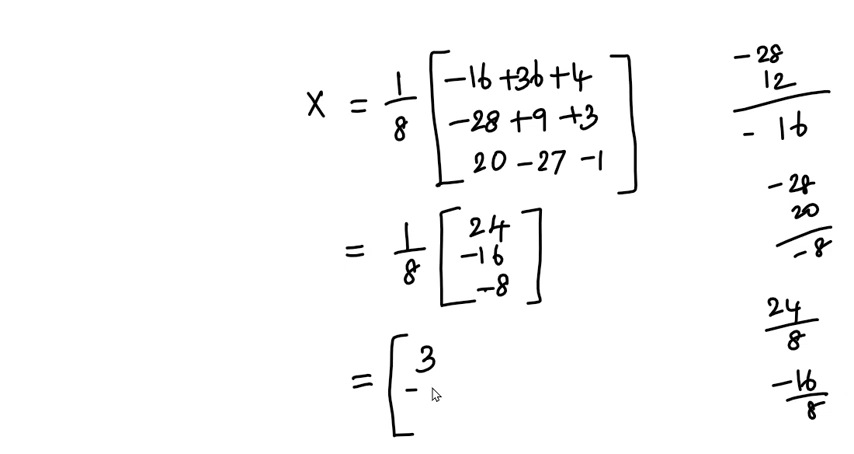 X = 1/8 [ -16 +36 +4
-28 +9 +3
20 -27 -1 ]
= 1/8 [ 24
-16
-8 ]
= [ 3
-
-28
12
- 16
-28
20
-8
24/8
-16/8